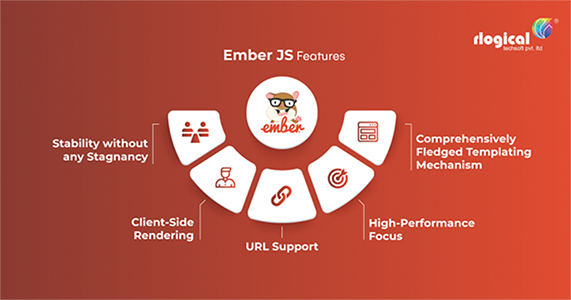 rlogical
techsoft pvt. ltd
Ember JS Features
ember
Stability without
any Stagnancy
Client-Side
Rendering
URL Support
High-Performance
Focus
Comprehensively
Fledged Templating
Mechanism